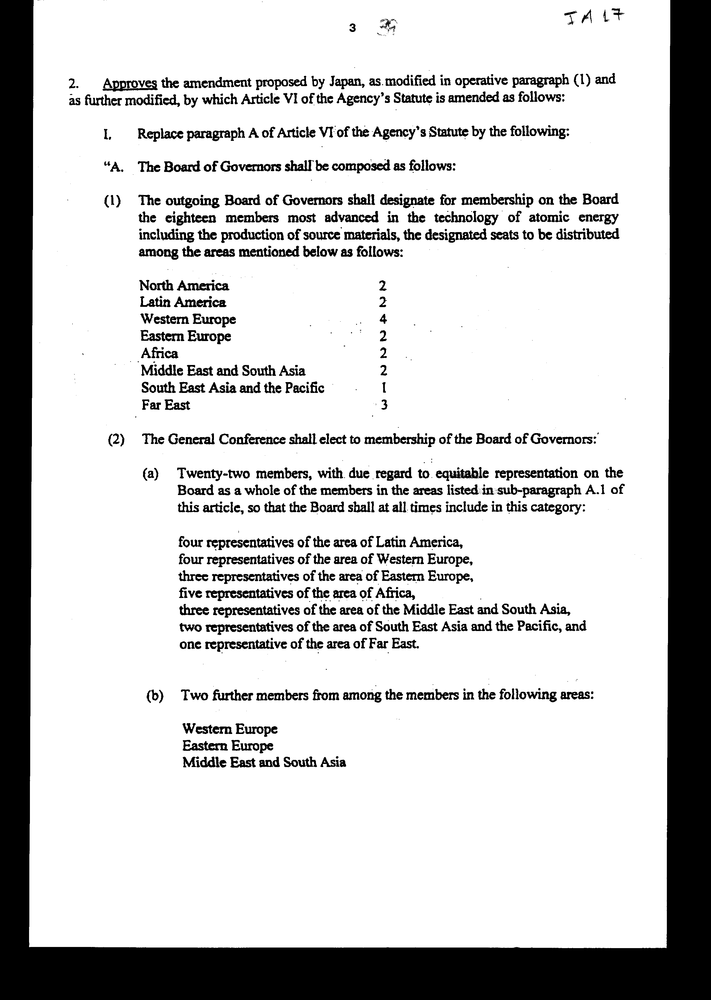 IA 17
3
2. Approves the amendment proposed by Japan, as modified in operative paragraph (1) and
as further modified, by which Article VI of the Agency's Statute is amended as follows:
I. Replace paragraph A of Article VI of the Agency's Statute by the following:
“A. The Board of Governors shall be composed as follows:
(1) The outgoing Board of Governors shall designate for membership on the Board
the eighteen members most advanced in the technology of atomic energy
including the production of source materials, the designated seats to be distributed
among the areas mentioned below as follows:
North America 2
Latin America 2
Western Europe 4
Eastern Europe 2
Africa 2
Middle East and South Asia 2
South East Asia and the Pacific 1
Far East 3
(2) The General Conference shall elect to membership of the Board of Governors:
(a) Twenty-two members, with due regard to equitable representation on the
Board as a whole of the members in the areas listed in sub-paragraph A.1 of
this article, so that the Board shall at all times include in this category:
four representatives of the area of Latin America,
four representatives of the area of Western Europe,
three representatives of the area of Eastern Europe,
five representatives of the area of Africa,
three representatives of the area of the Middle East and South Asia,
two representatives of the area of South East Asia and the Pacific, and
one representative of the area of Far East.
(b) Two further members from among the members in the following areas:
Western Europe
Eastern Europe
Middle East and South Asia